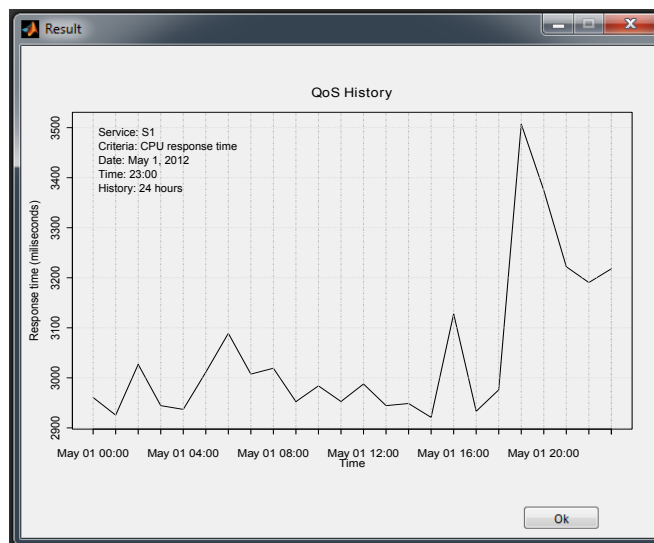 Result
QoS History
Service: S1
Criteria: CPU response time
Date: May 1, 2012
Time: 23:00
History: 24 hours
Response time (miliseconds)
3500
3400
3300
3200
3100
3000
2900
May 01 00:00 May 01 04:00 May 01 08:00 May 01 12:00 May 01 16:00 May 01 20:00
Time
Ok